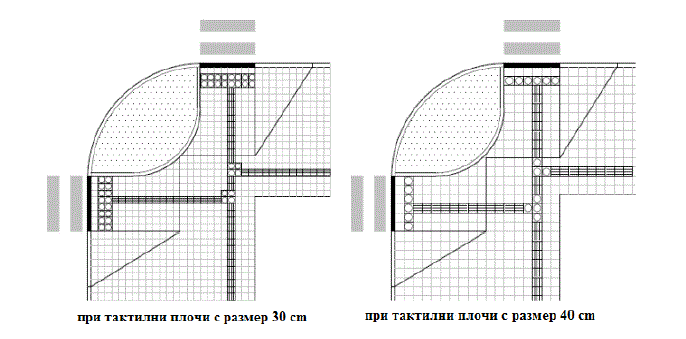 при тактилни плочи с размер 30 cm
при тактилни плочи с размер 40 cm